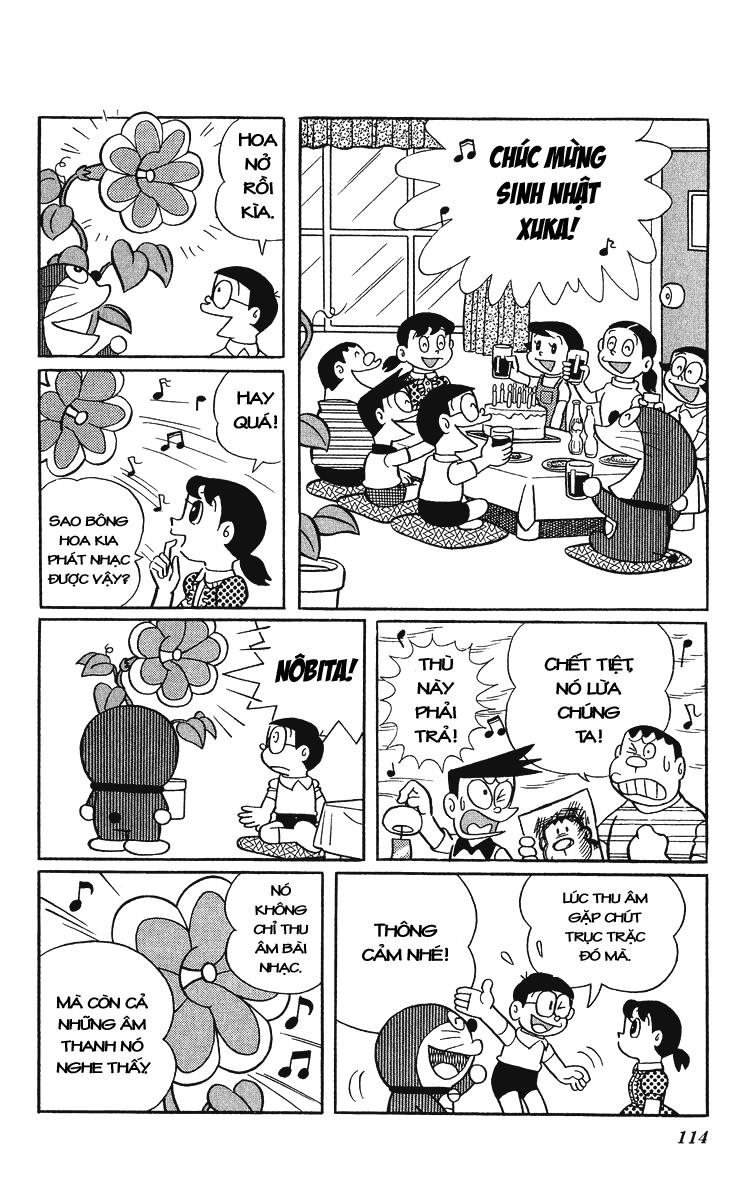 CHÚC MỪNG
SINH NHẬT
XUKA!
HOA
NỞ
RỒI
KÌA.
HAY
QUÁ!
SAO BÔNG
HOA KIA
PHÁT NHẠC
ĐƯỢC VẬY?
CHẾT TIỆT,
NÓ LỪA
CHÚNG
TA!
THÙ
NÀY
PHẢI
TRẢ!
NÔBITA!
LÚC THU ÂM
GẶP CHÚT
TRỤC TRẶC
ĐÓ MÀ.
THÔNG
CẢM NHÉ!
NÓ
KHÔNG
CHỈ THU
ÂM BÀI
NHẠC.
MÀ CÒN CẢ
NHỮNG ÂM
THANH NÓ
NGHE THẤY.
114